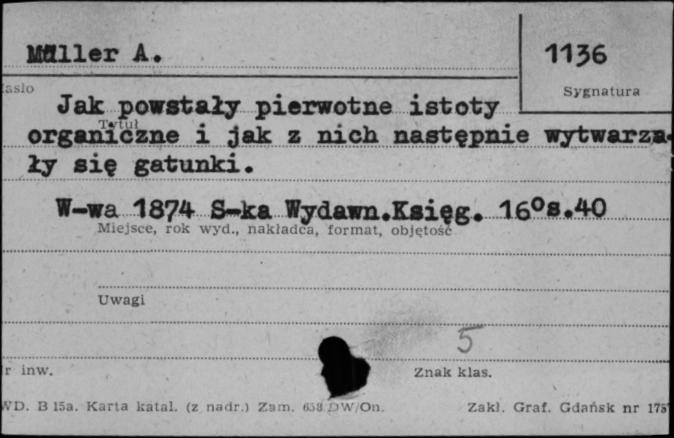 Müller A.
1136
asło
Sygnatura
Jak powstały pierwotne istoty
Tytuł
organiczne i jak z nich następnie wytwarza-
ły się gatunki.
W-wa 1874 S-ka Wydawn.Księg. 16°s.40
Miejsce, rok wyd., nakładca, format, objętość
Uwagi
5
r inw.
Znak klas.
WD. B 15a. Karta katal. (z nadr.) Zam. 658 DW/On.
Zakł. Graf. Gdańsk nr 175